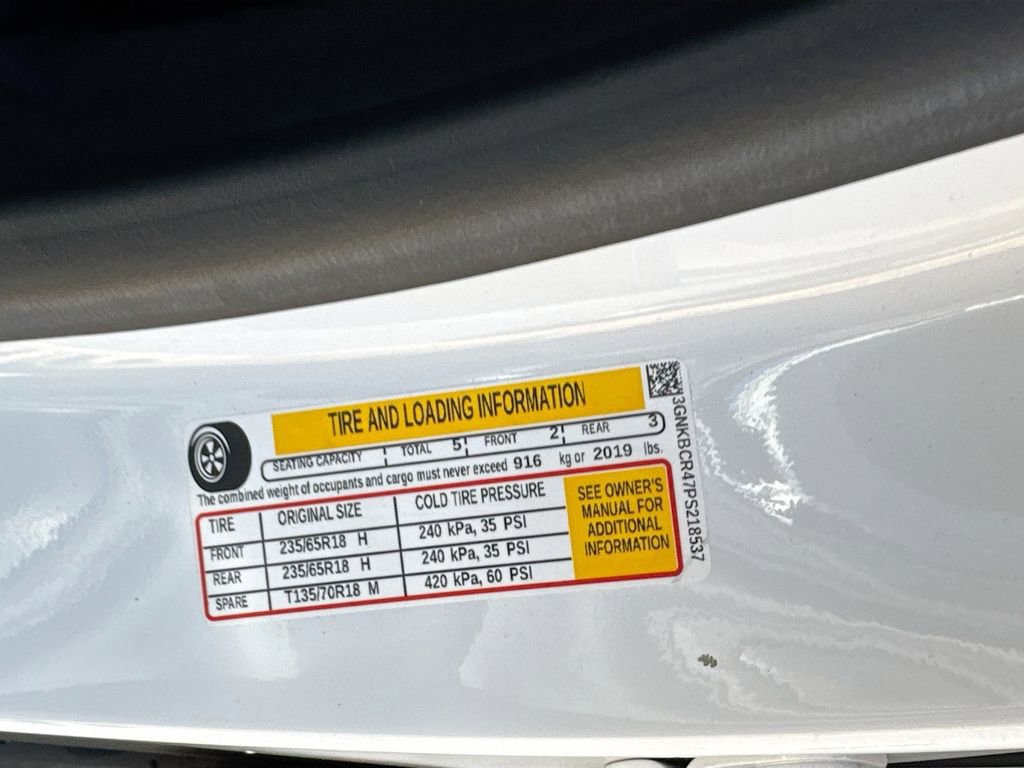 TIRE AND LOADING INFORMATION
SEATING CAPACITY TOTAL 5 FRONT 2 REAR 3
The combined weight of occupants and cargo must never exceed 916 kg or 2019 lbs.
TIRE ORIGINAL SIZE COLD TIRE PRESSURE
FRONT 235/65R18 H 240 kPa, 35 PSI
REAR 235/65R18 H 240 kPa, 35 PSI
SPARE T135/70R18 M 420 kPa, 60 PSI
SEE OWNER'S
MANUAL FOR
ADDITIONAL
INFORMATION
3GNKBCR47PS218537